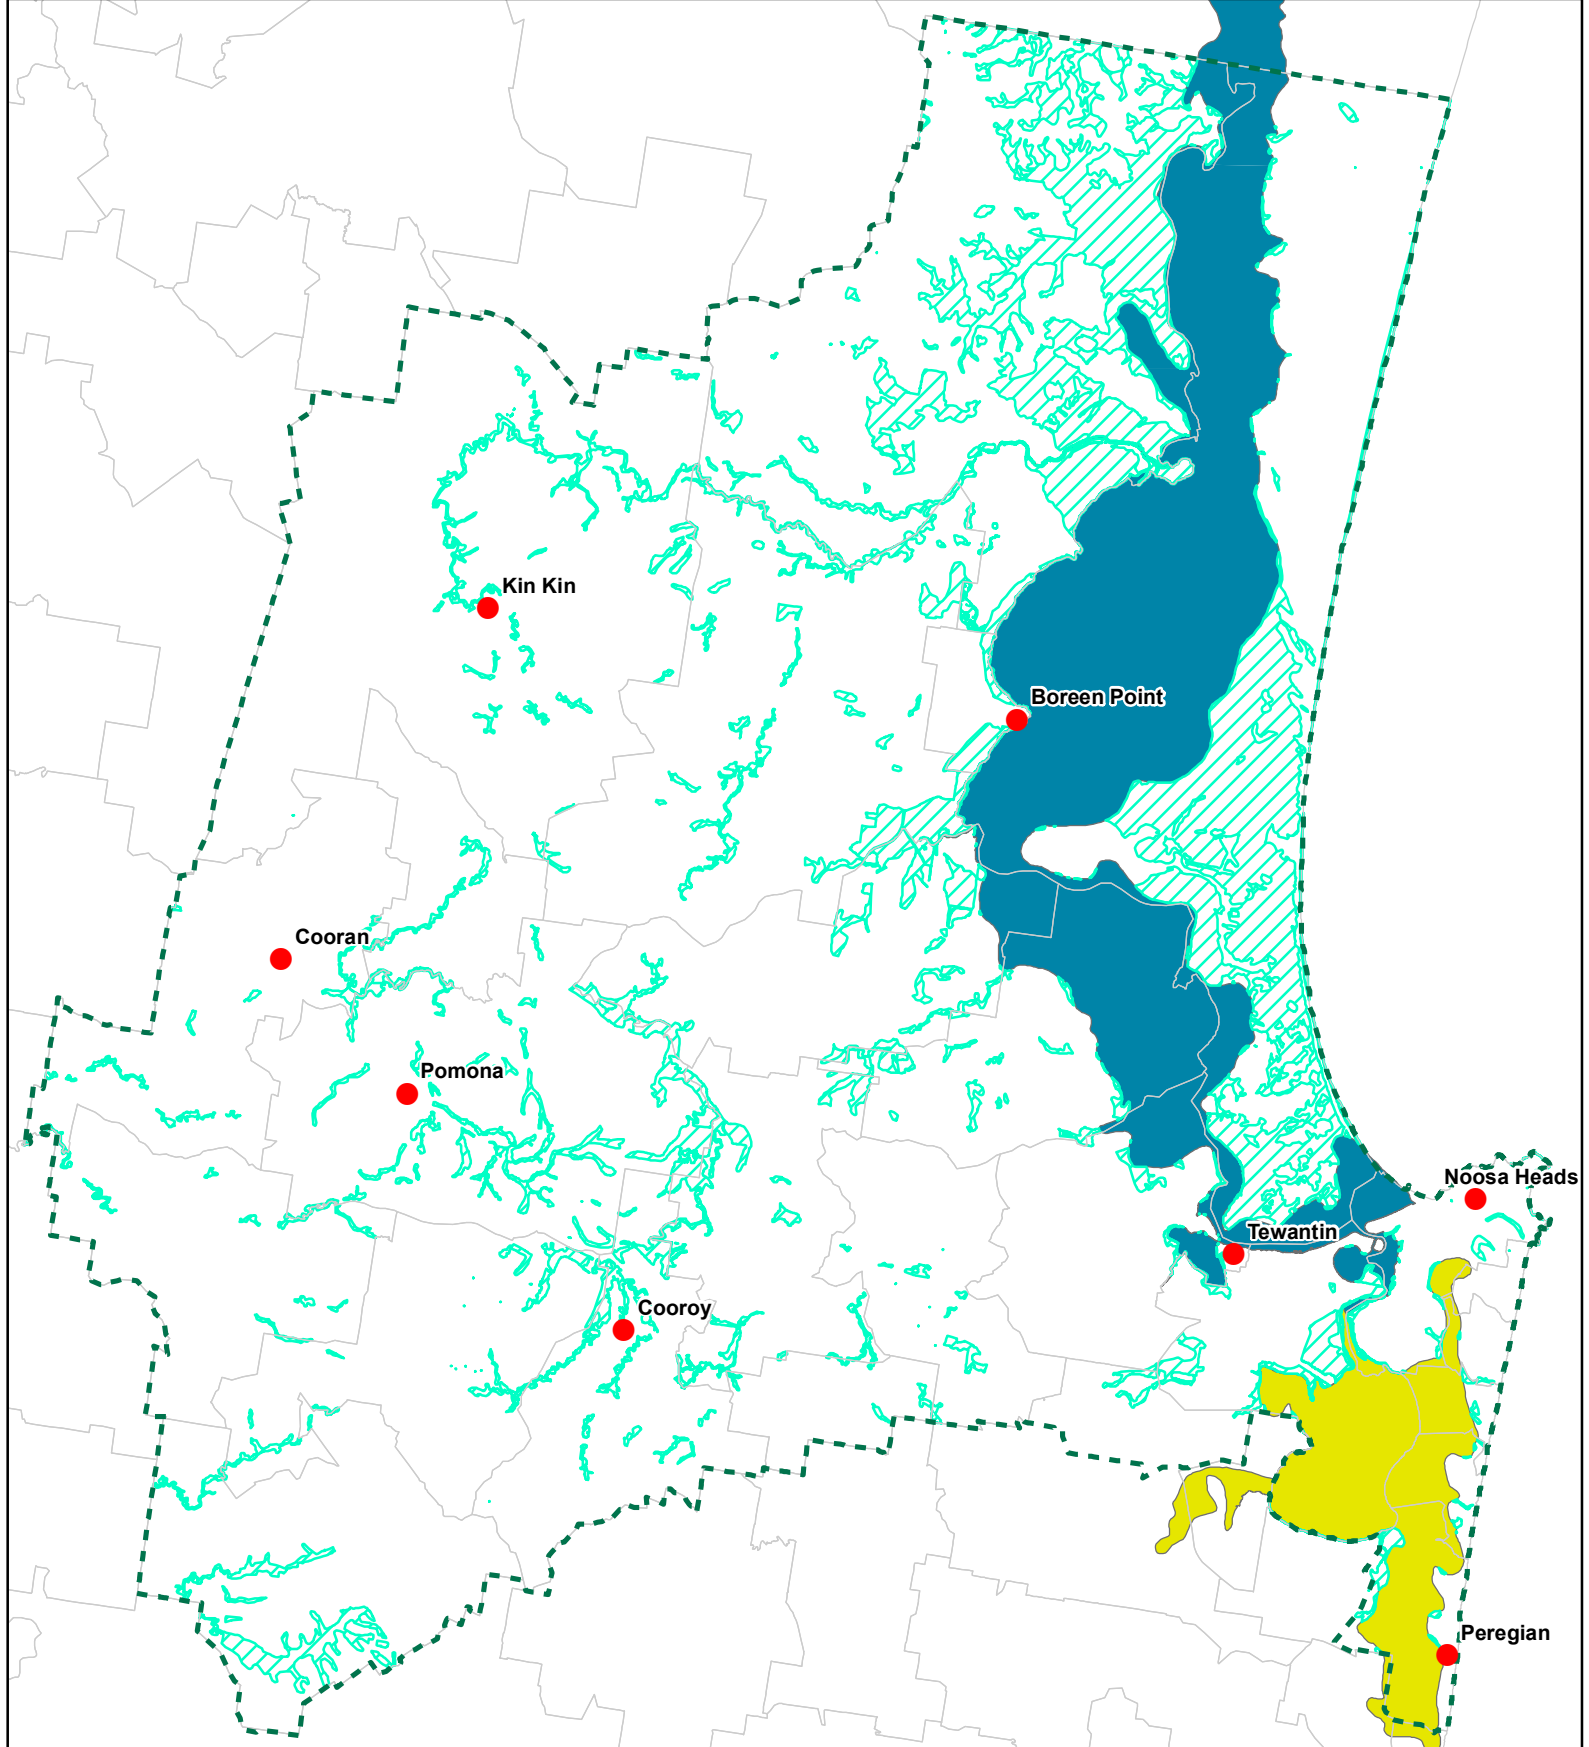 Kin Kin
Boreen Point
Cooran
Pomona
Noosa Heads
Tewantin
Cooroy
Peregian